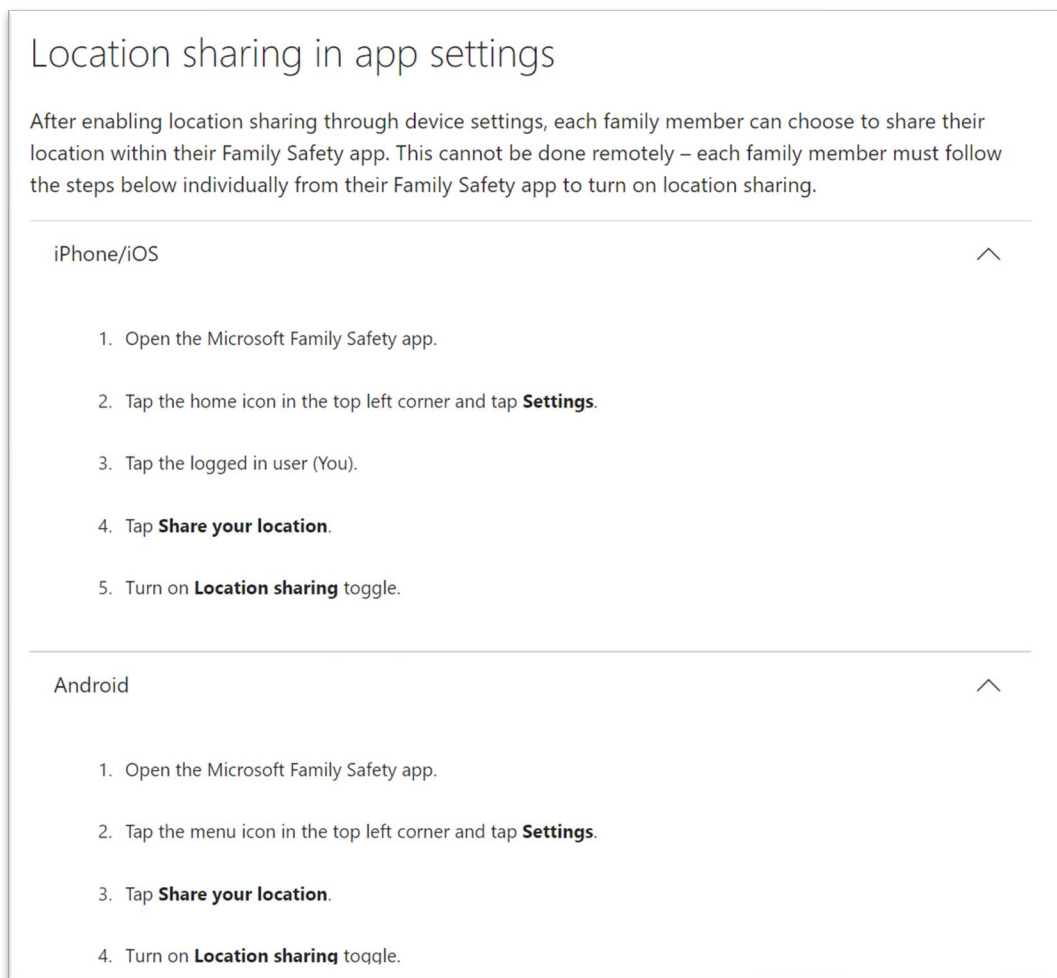 Location sharing in app settings
After enabling location sharing through device settings, each family member can choose to share their
location within their Family Safety app. This cannot be done remotely – each family member must follow
the steps below individually from their Family Safety app to turn on location sharing.
iPhone/iOS
1. Open the Microsoft Family Safety app.
2. Tap the home icon in the top left corner and tap Settings.
3. Tap the logged in user (You).
4. Tap Share your location.
5. Turn on Location sharing toggle.
Android
1. Open the Microsoft Family Safety app.
2. Tap the menu icon in the top left corner and tap Settings.
3. Tap Share your location.
4. Turn on Location sharing toggle.